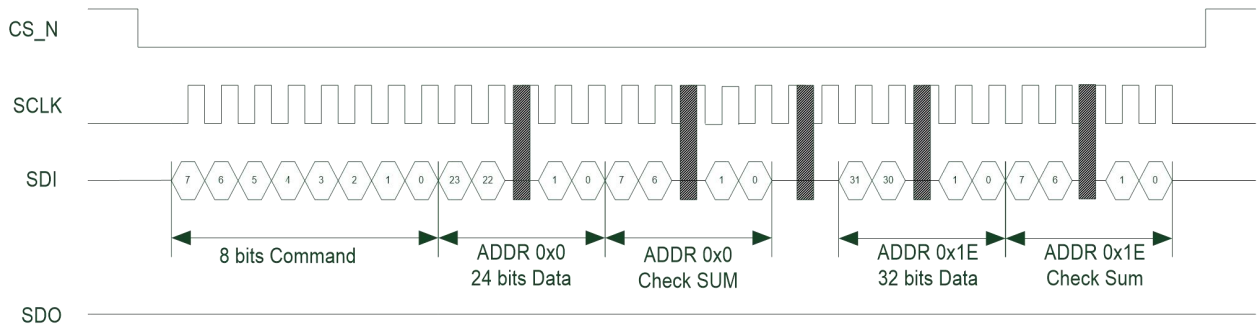 CS_N
SCLK
SDI
7 6 5 4 3 2 1 0 23 22 1 0 7 6 1 0 31 30 1 0 7 6 1 0
8 bits Command
ADDR 0x0
24 bits Data
ADDR 0x0
Check SUM
ADDR 0x1E
32 bits Data
ADDR 0x1E
Check Sum
SDO